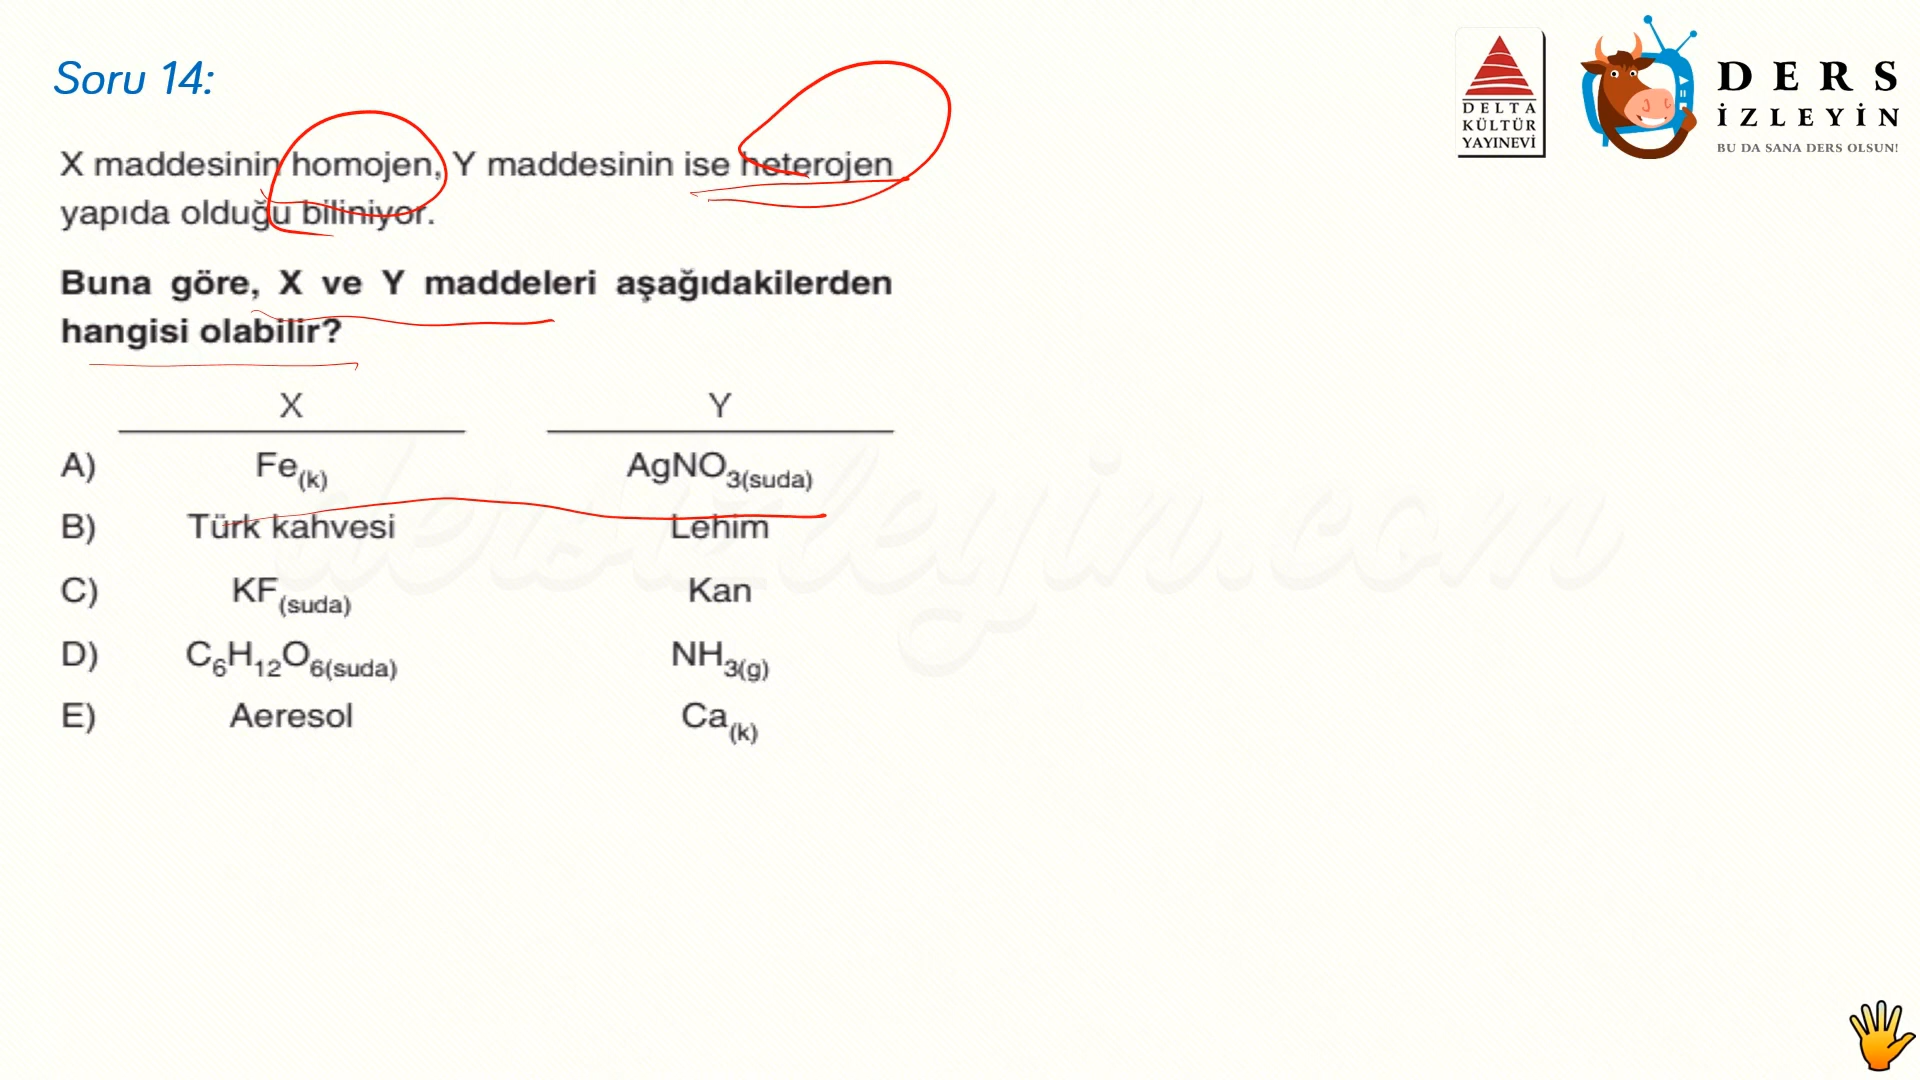 Soru 14:
DELTA
KÜLTÜR
YAYINEVİ
DERS
İZLEYİN
BU DA SANA DERS OLSUN!
X maddesinin homojen, Y maddesinin ise heterojen
yapıda olduğu biliniyor.
Buna göre, X ve Y maddeleri aşağıdakilerden
hangisi olabilir?
X Y
A) Fe(k) AgNO3(suda)
B) Türk kahvesi Lehim
C) KF(suda) Kan
D) C6H12O6(suda) NH3(g)
E) Aeresol Ca(k)
dersizleyin.com